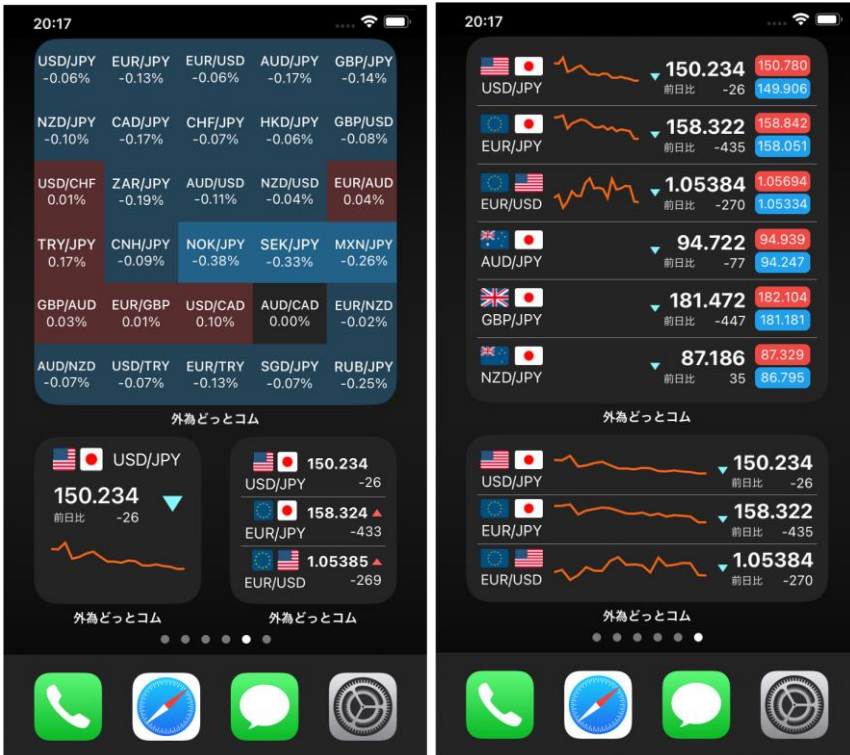 20:17
USD/JPY EUR/JPY EUR/USD AUD/JPY GBP/JPY
-0.06% -0.13% -0.06% -0.17% -0.14%
NZD/JPY CAD/JPY CHF/JPY HKD/JPY GBP/USD
-0.10% -0.17% -0.07% -0.06% -0.08%
USD/CHF ZAR/JPY AUD/USD NZD/USD EUR/AUD
0.01% -0.19% -0.11% -0.04% 0.04%
TRY/JPY CNH/JPY NOK/JPY SEK/JPY MXN/JPY
0.17% -0.09% -0.38% -0.33% -0.26%
GBP/AUD EUR/GBP USD/CAD AUD/CAD EUR/NZD
0.03% 0.01% 0.10% 0.00% -0.02%
AUD/NZD USD/TRY EUR/TRY SGD/JPY RUB/JPY
-0.07% -0.07% -0.13% -0.07% -0.25%
外為どっとコム
USD/JPY
150.234
前日比 -26
外為どっとコム
150.234
USD/JPY -26
158.324
EUR/JPY -433
1.05385
EUR/USD -269
外為どっとコム
20:17
150.234 150.780
USD/JPY 前日比 -26 149.906
158.322 158.842
EUR/JPY 前日比 -435 158.051
1.05384 1.05694
EUR/USD 前日比 -270 1.05334
94.722 94.939
AUD/JPY 前日比 -77 94.247
181.472 182.104
GBP/JPY 前日比 -447 181.181
87.186 87.329
NZD/JPY 前日比 35 86.795
外為どっとコム
150.234
USD/JPY 前日比 -26
158.322
EUR/JPY 前日比 -435
1.05384
EUR/USD 前日比 -270
外為どっとコム